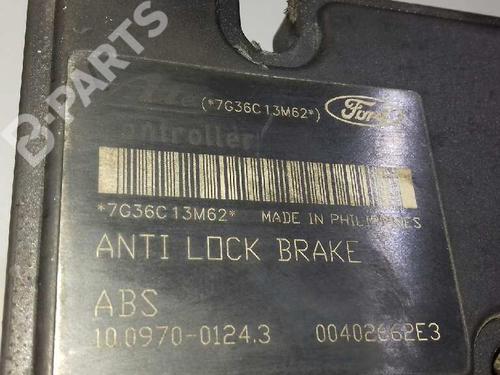 B-PARTS
(*7G36C13M62*)
Ford
ontroller
*7G36C13M62* MADE IN PHILIPPINES
ANTI LOCK BRAKE
ABS
10.0970-0124.3 00402662E3